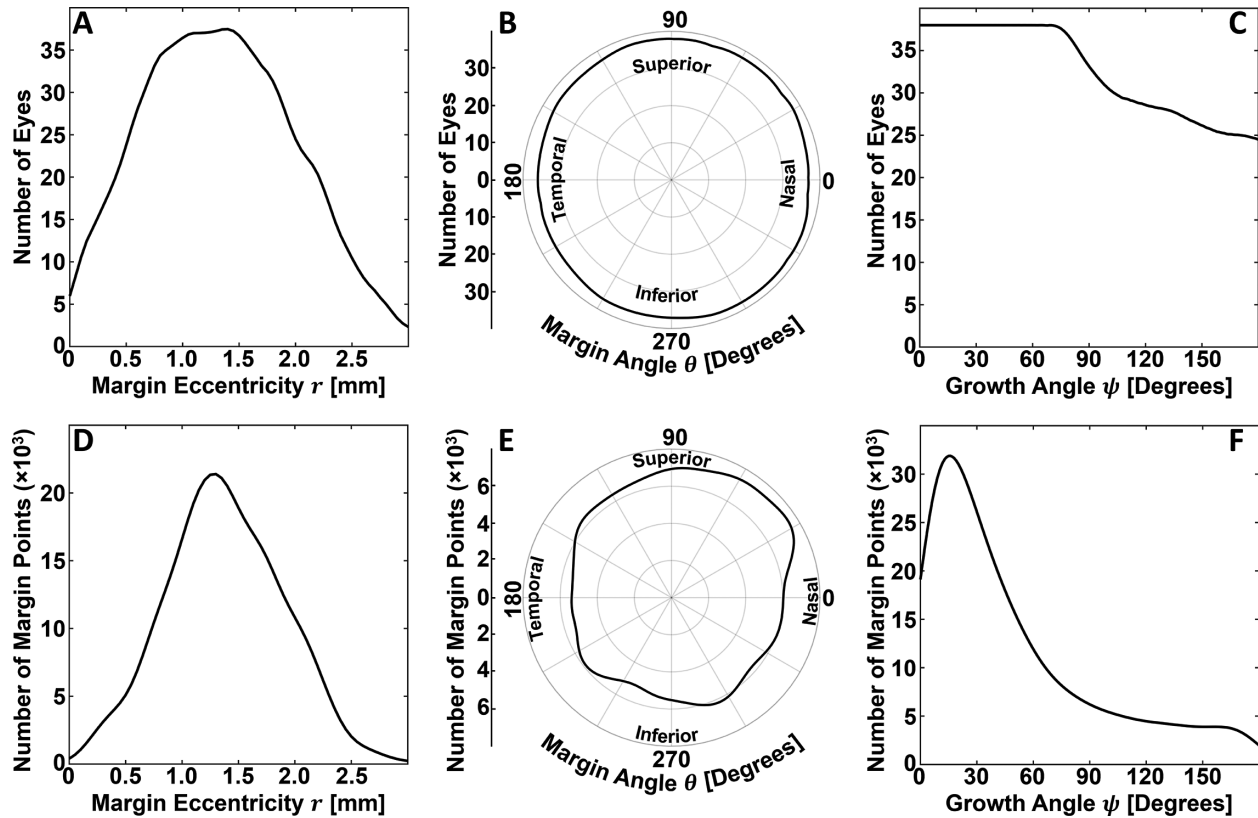 A
Number of Eyes
35
30
25
20
15
10
5
0
0 0.5 1.0 1.5 2.0 2.5
Margin Eccentricity r [mm]
B
Number of Eyes
30
20
10
0
10
20
30
90
Superior
180
Temporal
Nasal
0
Inferior
270
Margin Angle θ [Degrees]
C
Number of Eyes
35
30
25
20
15
10
5
0
0 30 60 90 120 150
Growth Angle ψ [Degrees]
D
Number of Margin Points (×10³)
20
15
10
5
0
0 0.5 1.0 1.5 2.0 2.5
Margin Eccentricity r [mm]
E
Number of Margin Points (×10³)
6
4
2
0
2
4
6
90
Superior
180
Temporal
Nasal
0
Inferior
270
Margin Angle θ [Degrees]
F
Number of Margin Points (×10³)
30
25
20
15
10
5
0
0 30 60 90 120 150
Growth Angle ψ [Degrees]